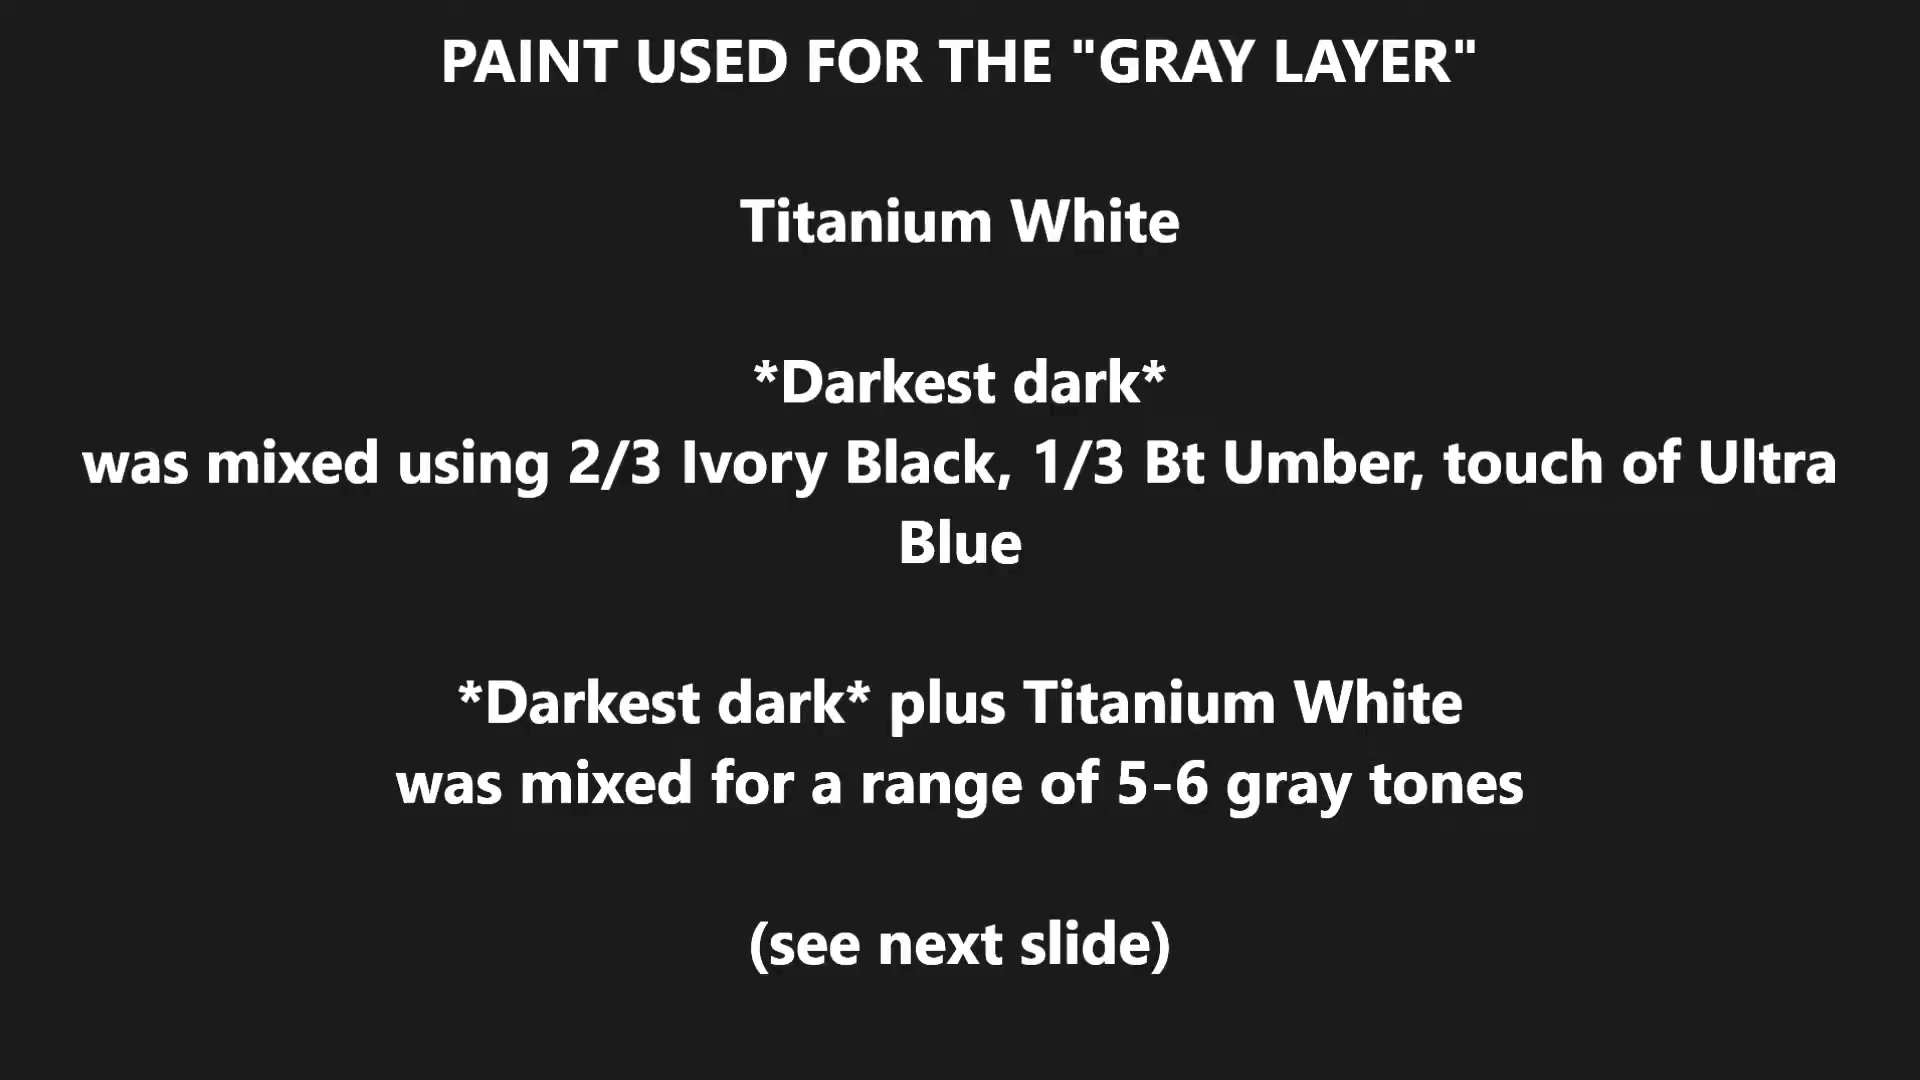 PAINT USED FOR THE "GRAY LAYER"
Titanium White
*Darkest dark*
was mixed using 2/3 Ivory Black, 1/3 Bt Umber, touch of Ultra
Blue
*Darkest dark* plus Titanium White
was mixed for a range of 5-6 gray tones
(see next slide)